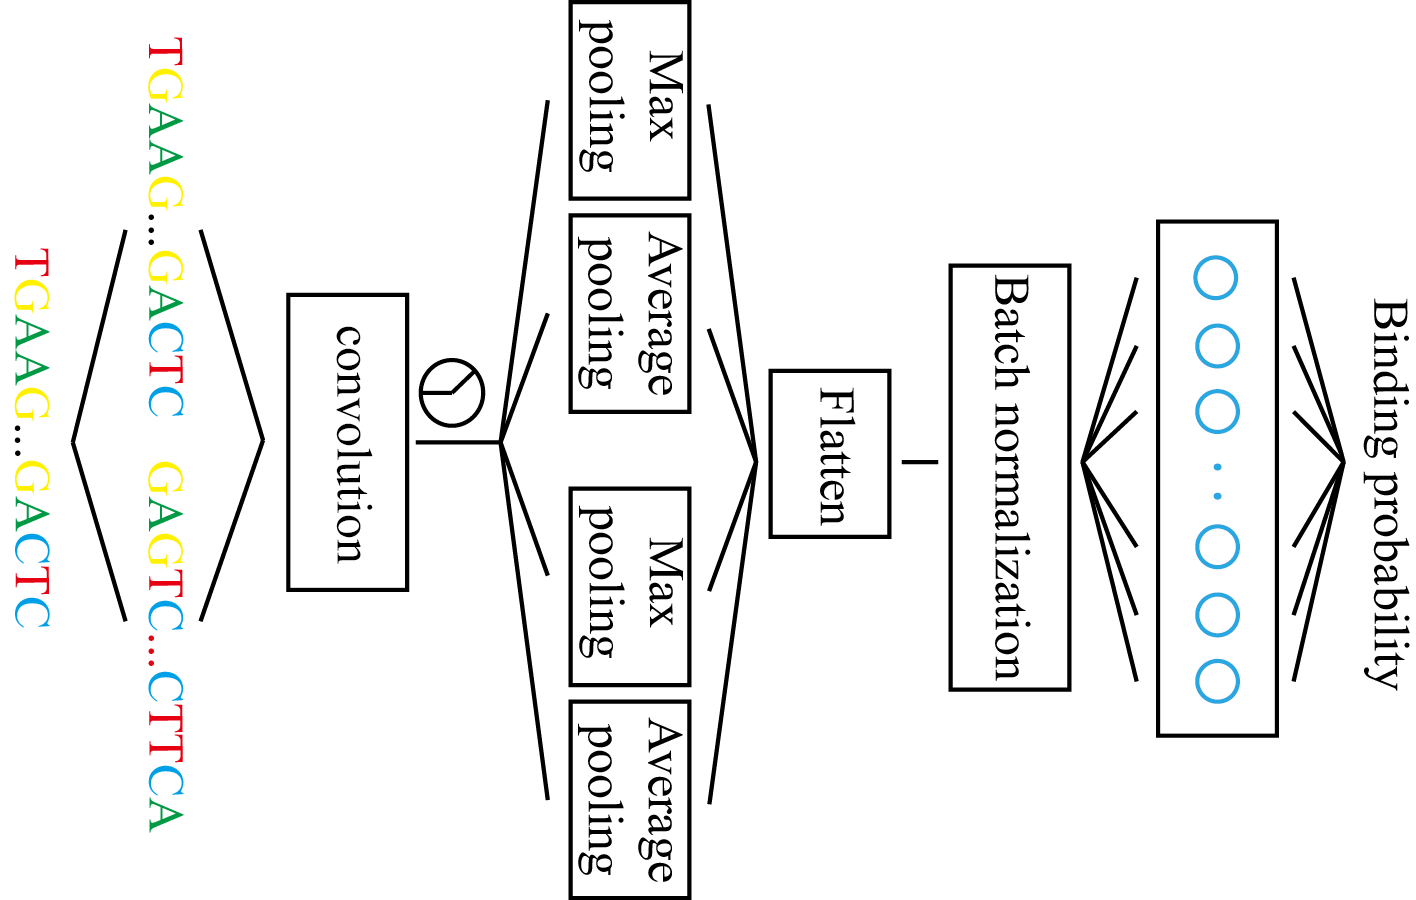 Binding probability
Batch normalization
Flatten
Max
pooling
Average
pooling
Max
pooling
Average
pooling
convolution
TGAAG...GACTC GAGTC...CTTCA
TGAAG...GACTC